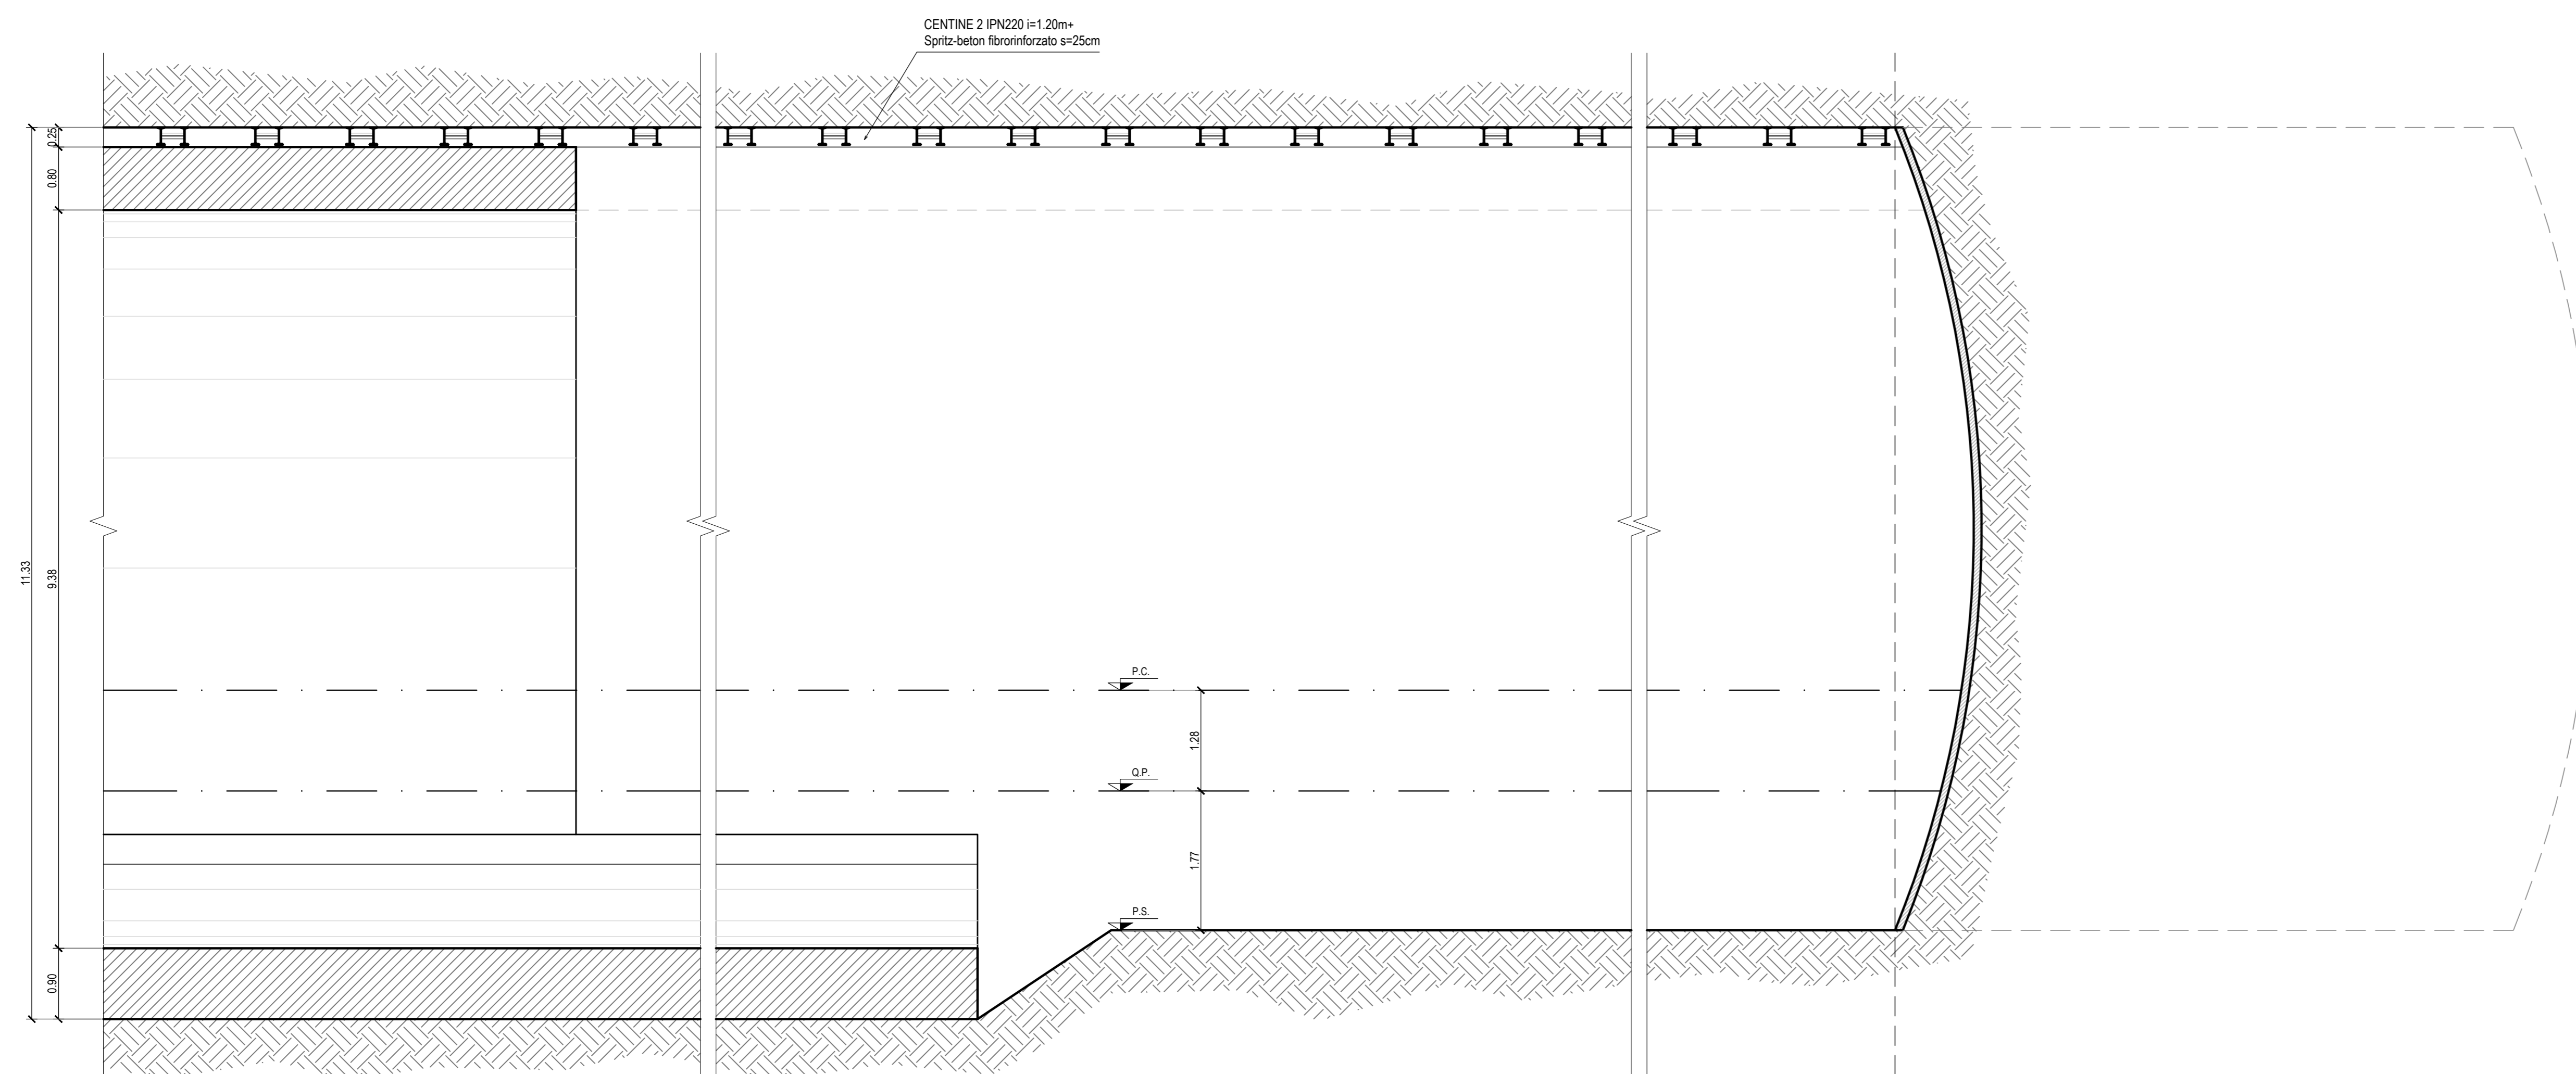 CENTINE 2 IPN220 i=1.20m+
Spritz-beton fibrorinforzato s=25cm
0.25
0.80
11.33
9.38
P.C.
1.28
Q.P.
1.77
P.S.
0.90